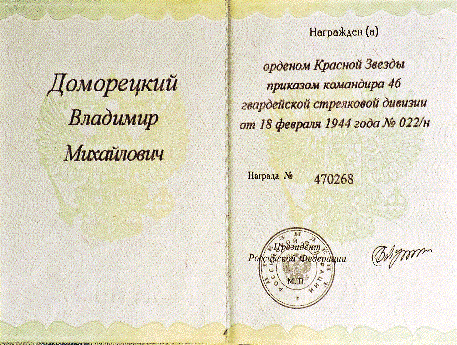 Доморецкий
Владимир
Михайлович
Награжден (а)
орденом Красной Звезды
приказом командира 46
гвардейской стрелковой дивизии
от 18 февраля 1944 года № 022/н
Награда № 470268
Президент
Российской Федерации
М.П.